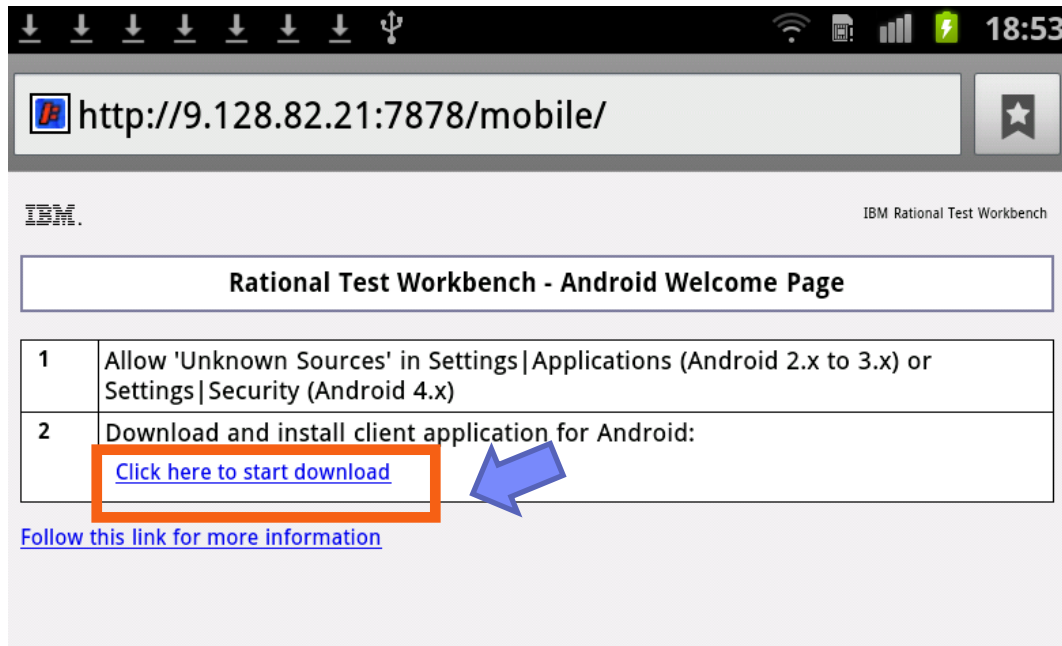 18:53
http://9.128.82.21:7878/mobile/
IBM.
IBM Rational Test Workbench
Rational Test Workbench - Android Welcome Page
1
Allow 'Unknown Sources' in Settings|Applications (Android 2.x to 3.x) or
Settings|Security (Android 4.x)
2
Download and install client application for Android:
Click here to start download
Follow this link for more information